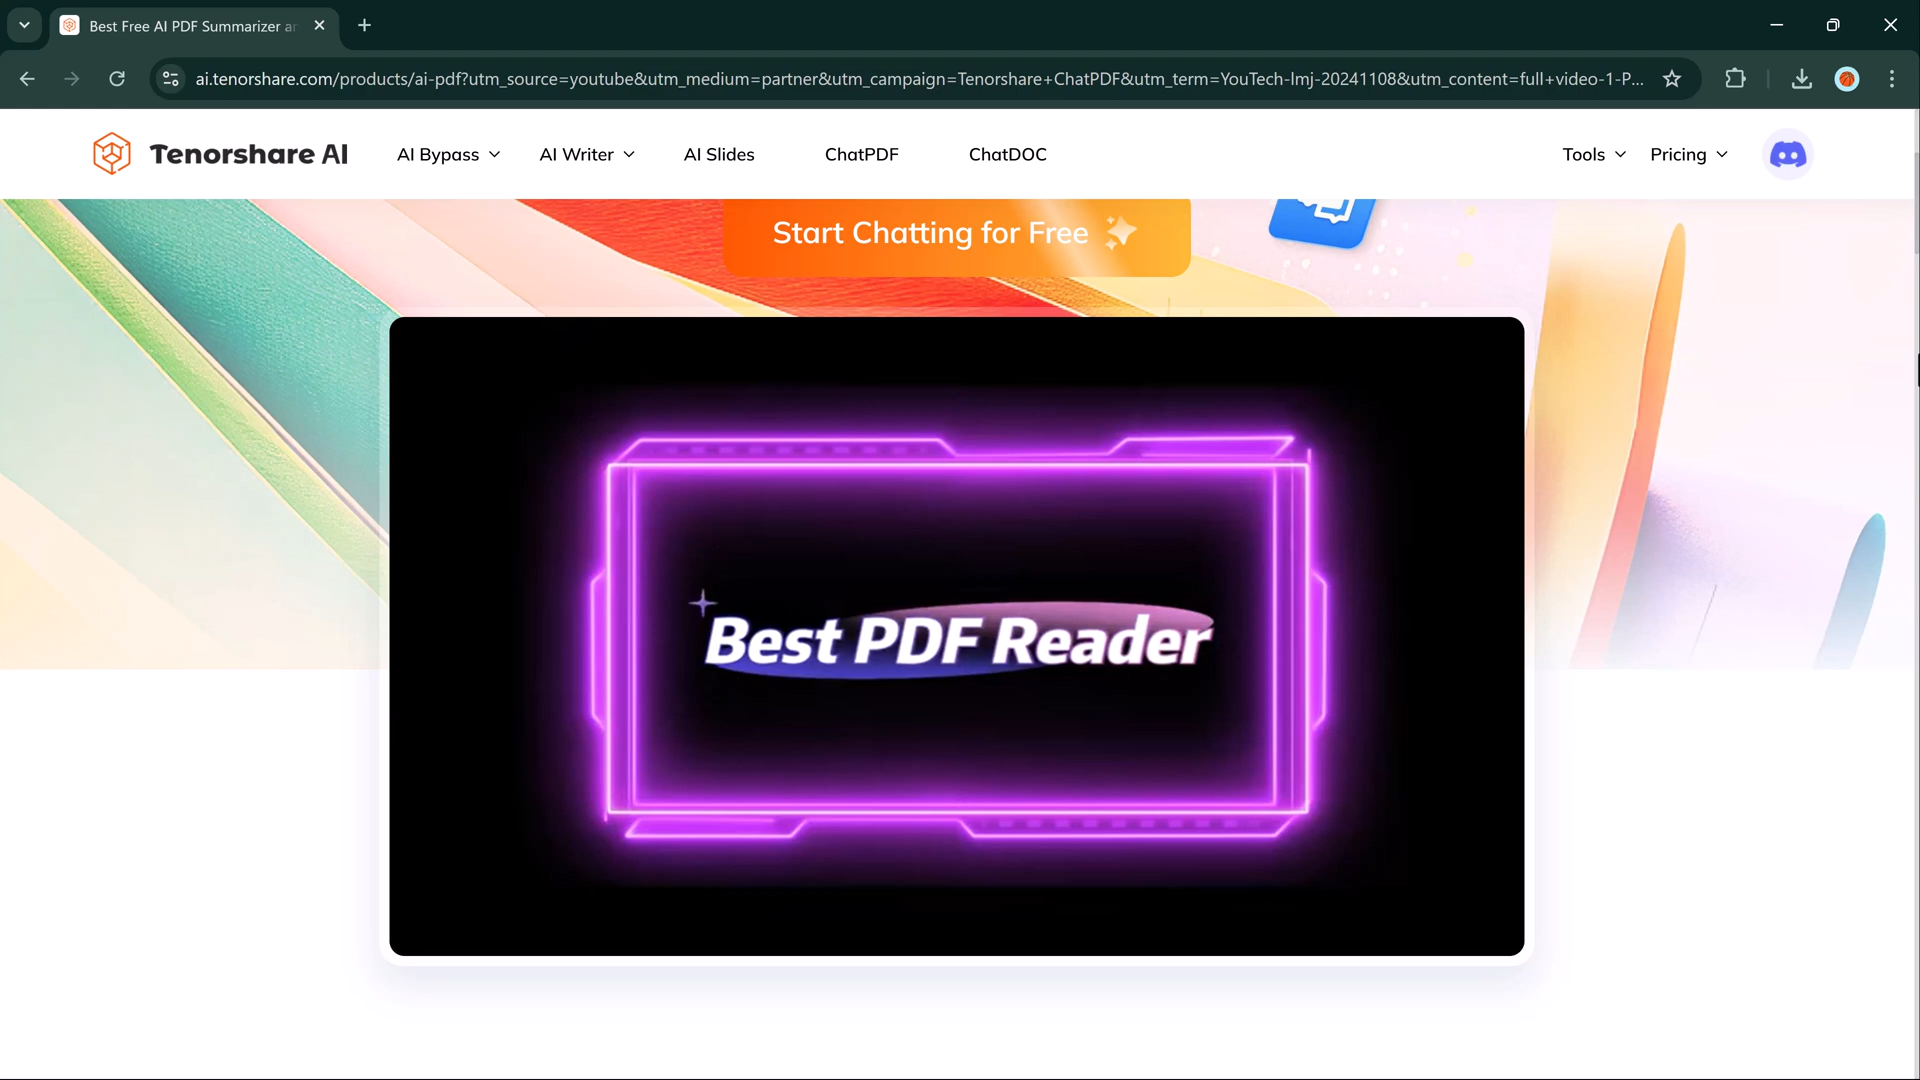 Best Free AI PDF Summarizer an
ai.tenorshare.com/products/ai-pdf?utm_source=youtube&utm_medium=partner&utm_campaign=Tenorshare+ChatPDF&utm_term=YouTech-lmj-20241108&utm_content=full+video-1-P...
Tenorshare AI
AI Bypass
AI Writer
AI Slides
ChatPDF
ChatDOC
Tools
Pricing
Start Chatting for Free
Best PDF Reader